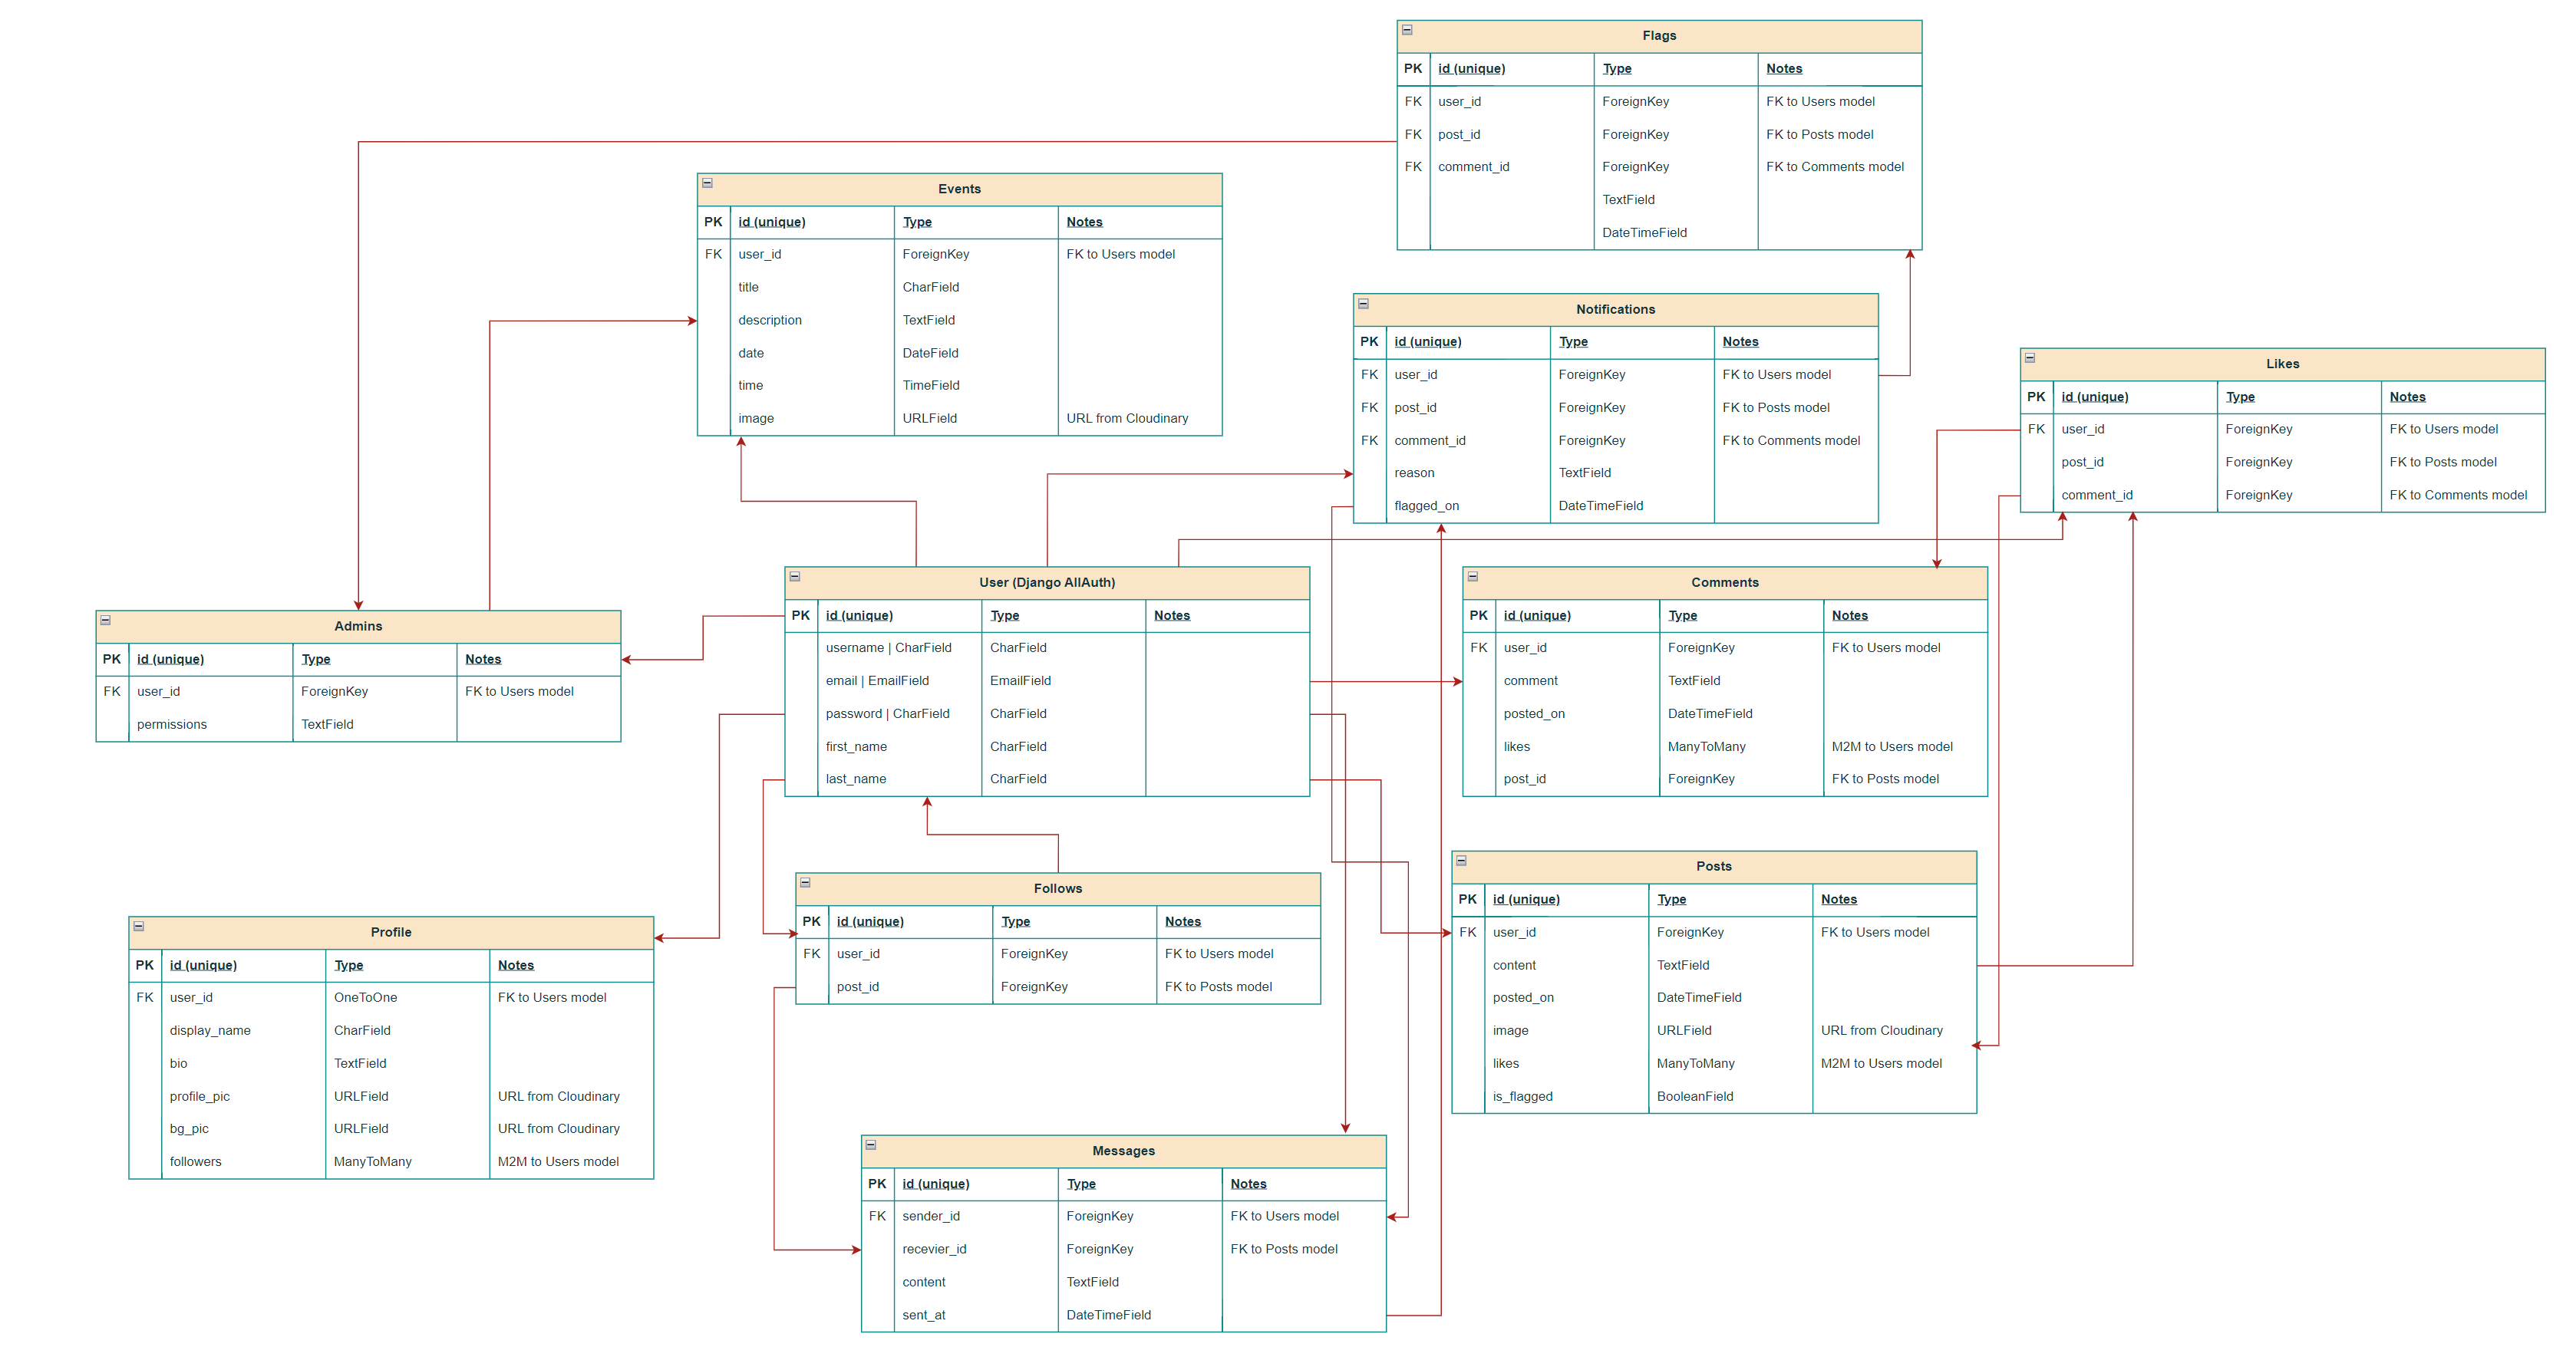 Flags
PK id (unique) Type Notes
FK user_id ForeignKey FK to Users model
FK post_id ForeignKey FK to Posts model
FK comment_id ForeignKey FK to Comments model
TextField
DateTimeField
Events
PK id (unique) Type Notes
FK user_id ForeignKey FK to Users model
title CharField
description TextField
date DateField
time TimeField
image URLField URL from Cloudinary
Notifications
PK id (unique) Type Notes
FK user_id ForeignKey FK to Users model
FK post_id ForeignKey FK to Posts model
FK comment_id ForeignKey FK to Comments model
reason TextField
flagged_on DateTimeField
Likes
PK id (unique) Type Notes
FK user_id ForeignKey FK to Users model
post_id ForeignKey FK to Posts model
comment_id ForeignKey FK to Comments model
User (Django AllAuth)
PK id (unique) Type Notes
username | CharField CharField
email | EmailField EmailField
password | CharField CharField
first_name CharField
last_name CharField
Comments
PK id (unique) Type Notes
FK user_id ForeignKey FK to Users model
comment TextField
posted_on DateTimeField
likes ManyToMany M2M to Users model
post_id ForeignKey FK to Posts model
Admins
PK id (unique) Type Notes
FK user_id ForeignKey FK to Users model
permissions TextField
Follows
PK id (unique) Type Notes
FK user_id ForeignKey FK to Users model
post_id ForeignKey FK to Posts model
Posts
PK id (unique) Type Notes
FK user_id ForeignKey FK to Users model
content TextField
posted_on DateTimeField
image URLField URL from Cloudinary
likes ManyToMany M2M to Users model
is_flagged BooleanField
Profile
PK id (unique) Type Notes
FK user_id OneToOne FK to Users model
display_name CharField
bio TextField
profile_pic URLField URL from Cloudinary
bg_pic URLField URL from Cloudinary
followers ManyToMany M2M to Users model
Messages
PK id (unique) Type Notes
FK sender_id ForeignKey FK to Users model
recevier_id ForeignKey FK to Posts model
content TextField
sent_at DateTimeField